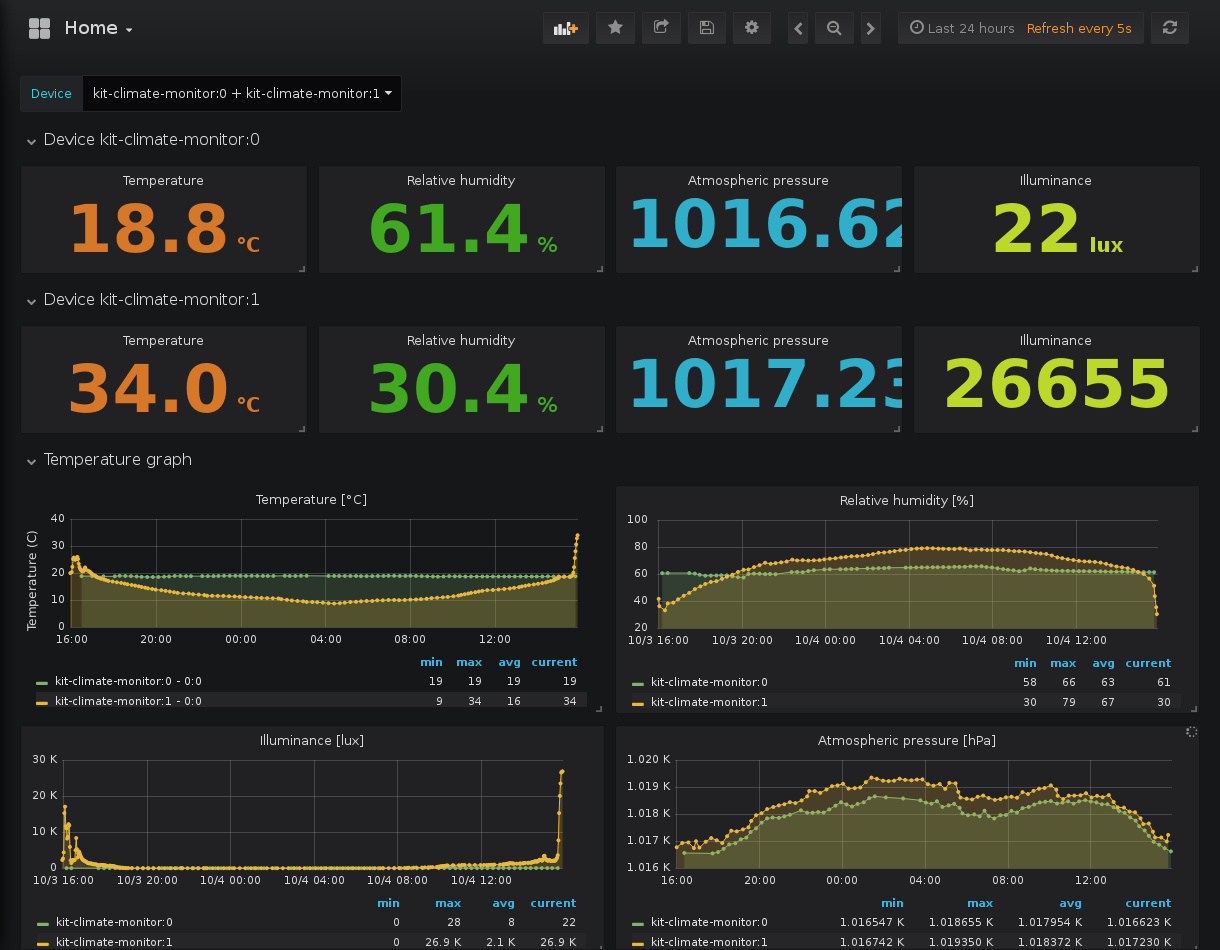 Home
Last 24 hours Refresh every 5s
Device kit-climate-monitor:0 + kit-climate-monitor:1
Device kit-climate-monitor:0
Temperature Relative humidity Atmospheric pressure Illuminance
18.8 °C 61.4 % 1016.62 22 lux
Device kit-climate-monitor:1
Temperature Relative humidity Atmospheric pressure Illuminance
34.0 °C 30.4 % 1017.23 26655
Temperature graph
Temperature [°C]
Temperature (C)
40
30
20
10
0
16:00 20:00 00:00 04:00 08:00 12:00
min max avg current
kit-climate-monitor:0 - 0:0 19 19 19 19
kit-climate-monitor:1 - 0:0 9 34 16 34
Relative humidity [%]
100
80
60
40
20
10/3 16:00 10/3 20:00 10/4 00:00 10/4 04:00 10/4 08:00 10/4 12:00
min max avg current
kit-climate-monitor:0 58 66 63 61
kit-climate-monitor:1 30 79 67 30
Illuminance [lux]
30 K
20 K
10 K
0
10/3 16:00 10/3 20:00 10/4 00:00 10/4 04:00 10/4 08:00 10/4 12:00
min max avg current
kit-climate-monitor:0 0 28 8 22
kit-climate-monitor:1 0 26.9 K 2.1 K 26.9 K
Atmospheric pressure [hPa]
1.020 K
1.019 K
1.018 K
1.017 K
1.016 K
16:00 20:00 00:00 04:00 08:00 12:00
min max avg current
kit-climate-monitor:0 1.016547 K 1.018655 K 1.017954 K 1.016623 K
kit-climate-monitor:1 1.016742 K 1.019350 K 1.018372 K 1.017230 K